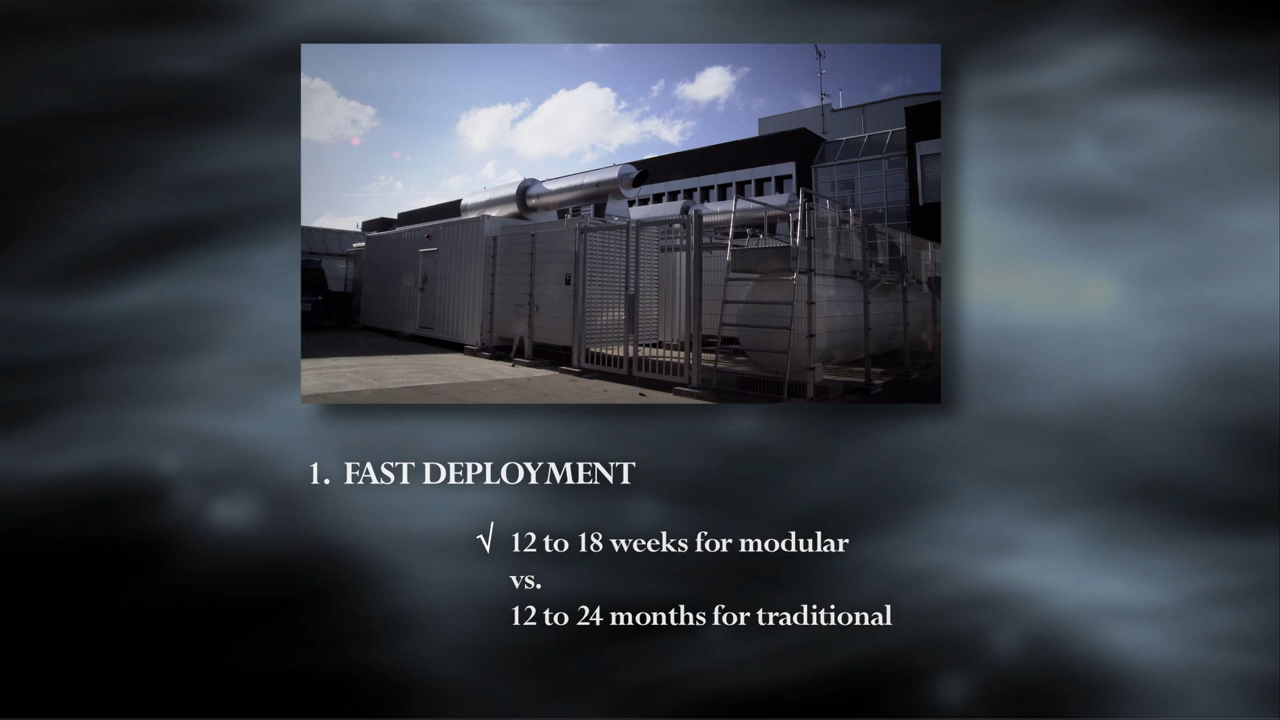 1. FAST DEPLOYMENT
√ 12 to 18 weeks for modular
vs.
12 to 24 months for traditional